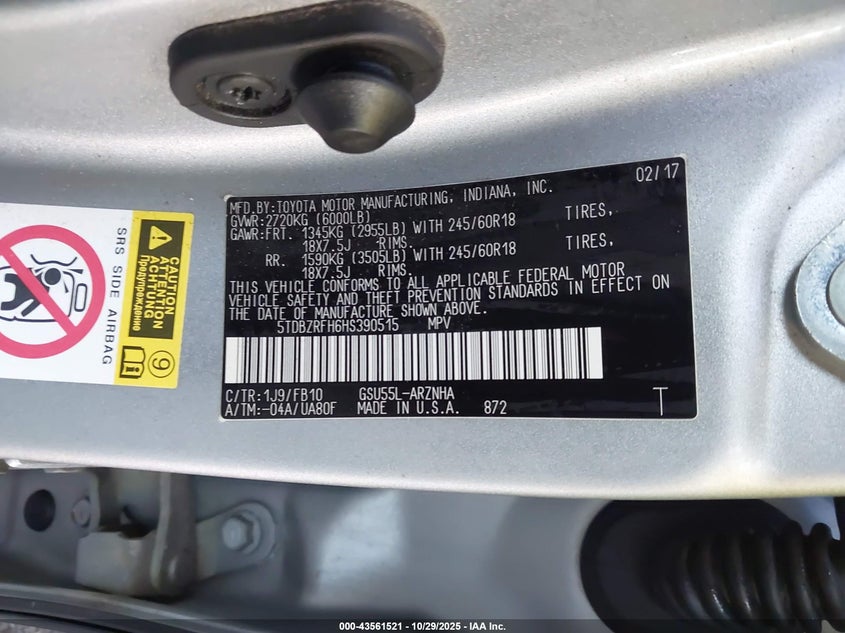 02/17
MFD.BY:TOYOTA MOTOR MANUFACTURING, INDIANA, INC.
GVWR:2720KG (6000LB)
GAWR:FRT. 1345KG (2955LB) WITH 245/60R18 TIRES,
18X7.5J RIMS.
RR. 1590KG (3505LB) WITH 245/60R18 TIRES,
18X7.5J RIMS.
THIS VEHICLE CONFORMS TO ALL APPLICABLE FEDERAL MOTOR
VEHICLE SAFETY AND THEFT PREVENTION STANDARDS IN EFFECT ON
THE DATE OF MANUFACTURE SHOWN ABOVE.
5TDBZRFH6HS390515 MPV
C/TR:1J9/FB10 GSU55L-ARZNHA
A/TM:-04A/UA80F MADE IN U.S.A. 872 T
SRS SIDE AIRBAG
CAUTION
ATTENTION
ACHTUNG
Предупреждение
9
000-43561521 - 10/29/2025 - IAA Inc.